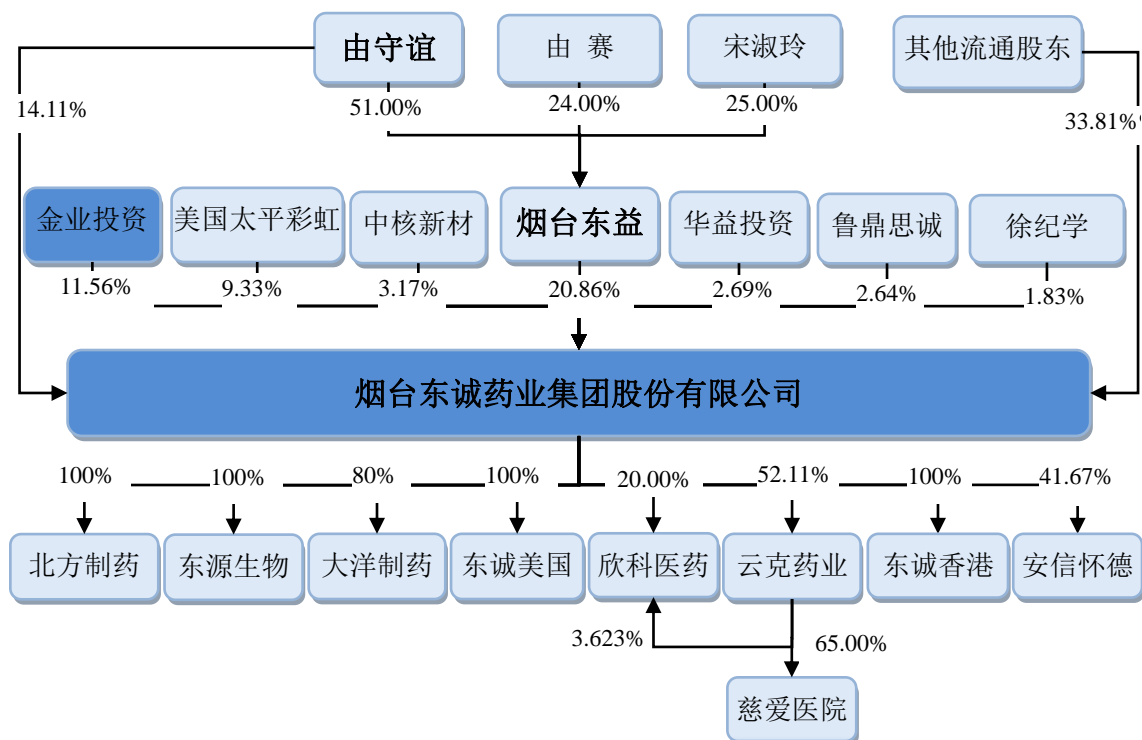 由守谊
由 赛
宋淑玲
其他流通股东
14.11%
51.00%
24.00%
25.00%
33.81%
金业投资
美国太平彩虹
中核新材
烟台东益
华益投资
鲁鼎思诚
徐纪学
11.56%
9.33%
3.17%
20.86%
2.69%
2.64%
1.83%
烟台东诚药业集团股份有限公司
100%
100%
80%
100%
20.00%
52.11%
100%
41.67%
北方制药
东源生物
大洋制药
东诚美国
欣科医药
云克药业
东诚香港
安信怀德
3.623%
65.00%
慈爱医院